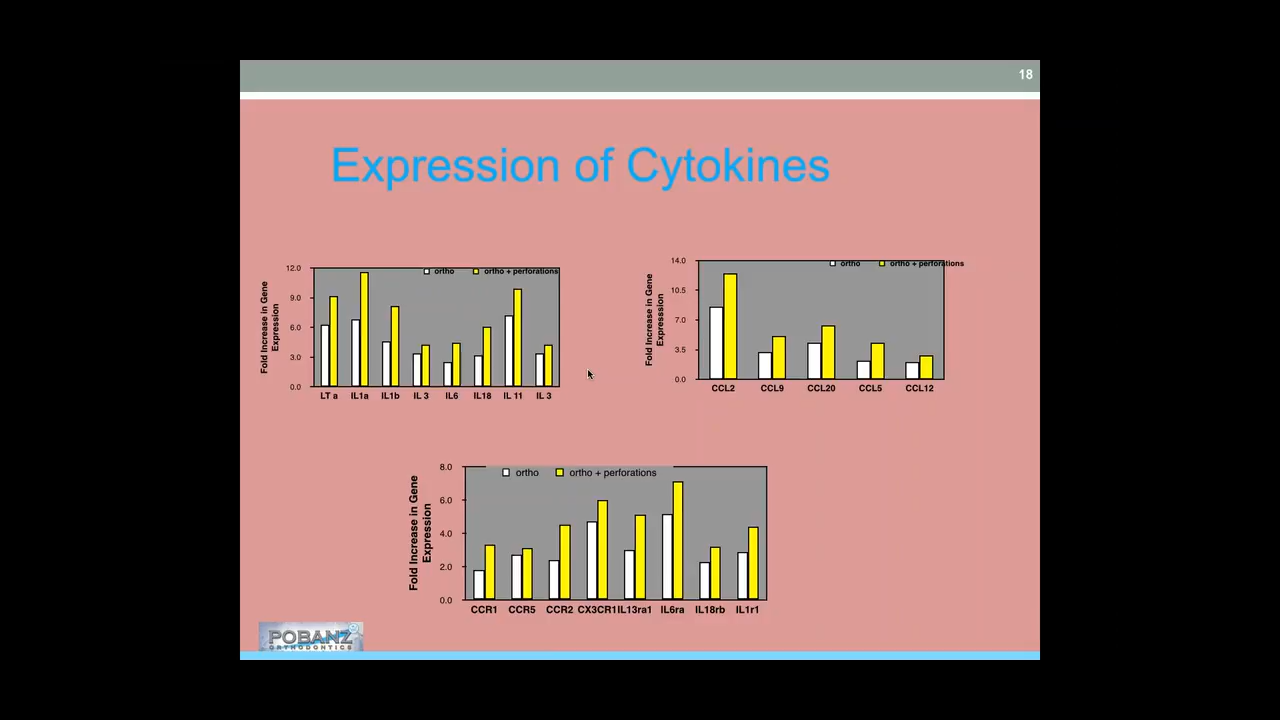 18
Expression of Cytokines
Fold Increase in Gene
Expression
12.0
9.0
6.0
3.0
0.0
ortho
ortho + perforations
LT a IL1a IL1b IL 3 IL6 IL18 IL 11 IL 3
Fold Increase in Gene
Expresssion
14.0
10.5
7.0
3.5
0.0
ortho
ortho + perforations
CCL2 CCL9 CCL20 CCL5 CCL12
Fold Increase in Gene
Expression
8.0
6.0
4.0
2.0
0.0
ortho
ortho + perforations
CCR1 CCR5 CCR2 CX3CR1 IL13ra1 IL6ra IL18rb IL1r1
POBANZ
ORTHODONTICS